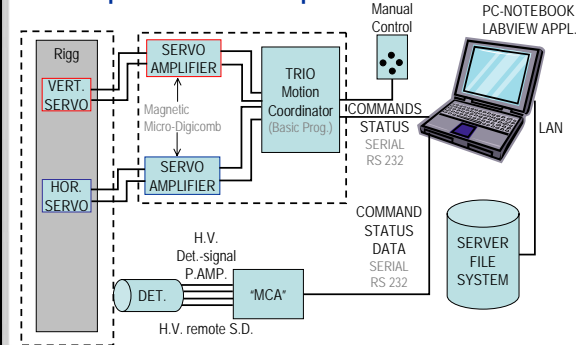 Manual
Control
PC-NOTEBOOK
LABVIEW APPL.
Rigg
SERVO
AMPLIFIER
TRIO
Motion
Coordinator
(Basic Prog.)
VERT.
SERVO
Magnetic
Micro-Digicomb
COMMANDS
STATUS
SERIAL
RS 232
LAN
SERVO
AMPLIFIER
HOR.
SERVO
COMMAND
STATUS
DATA
SERIAL
RS 232
SERVER
FILE
SYSTEM
H.V.
Det.-signal
P.AMP.
DET.
"MCA"
H.V. remote S.D.